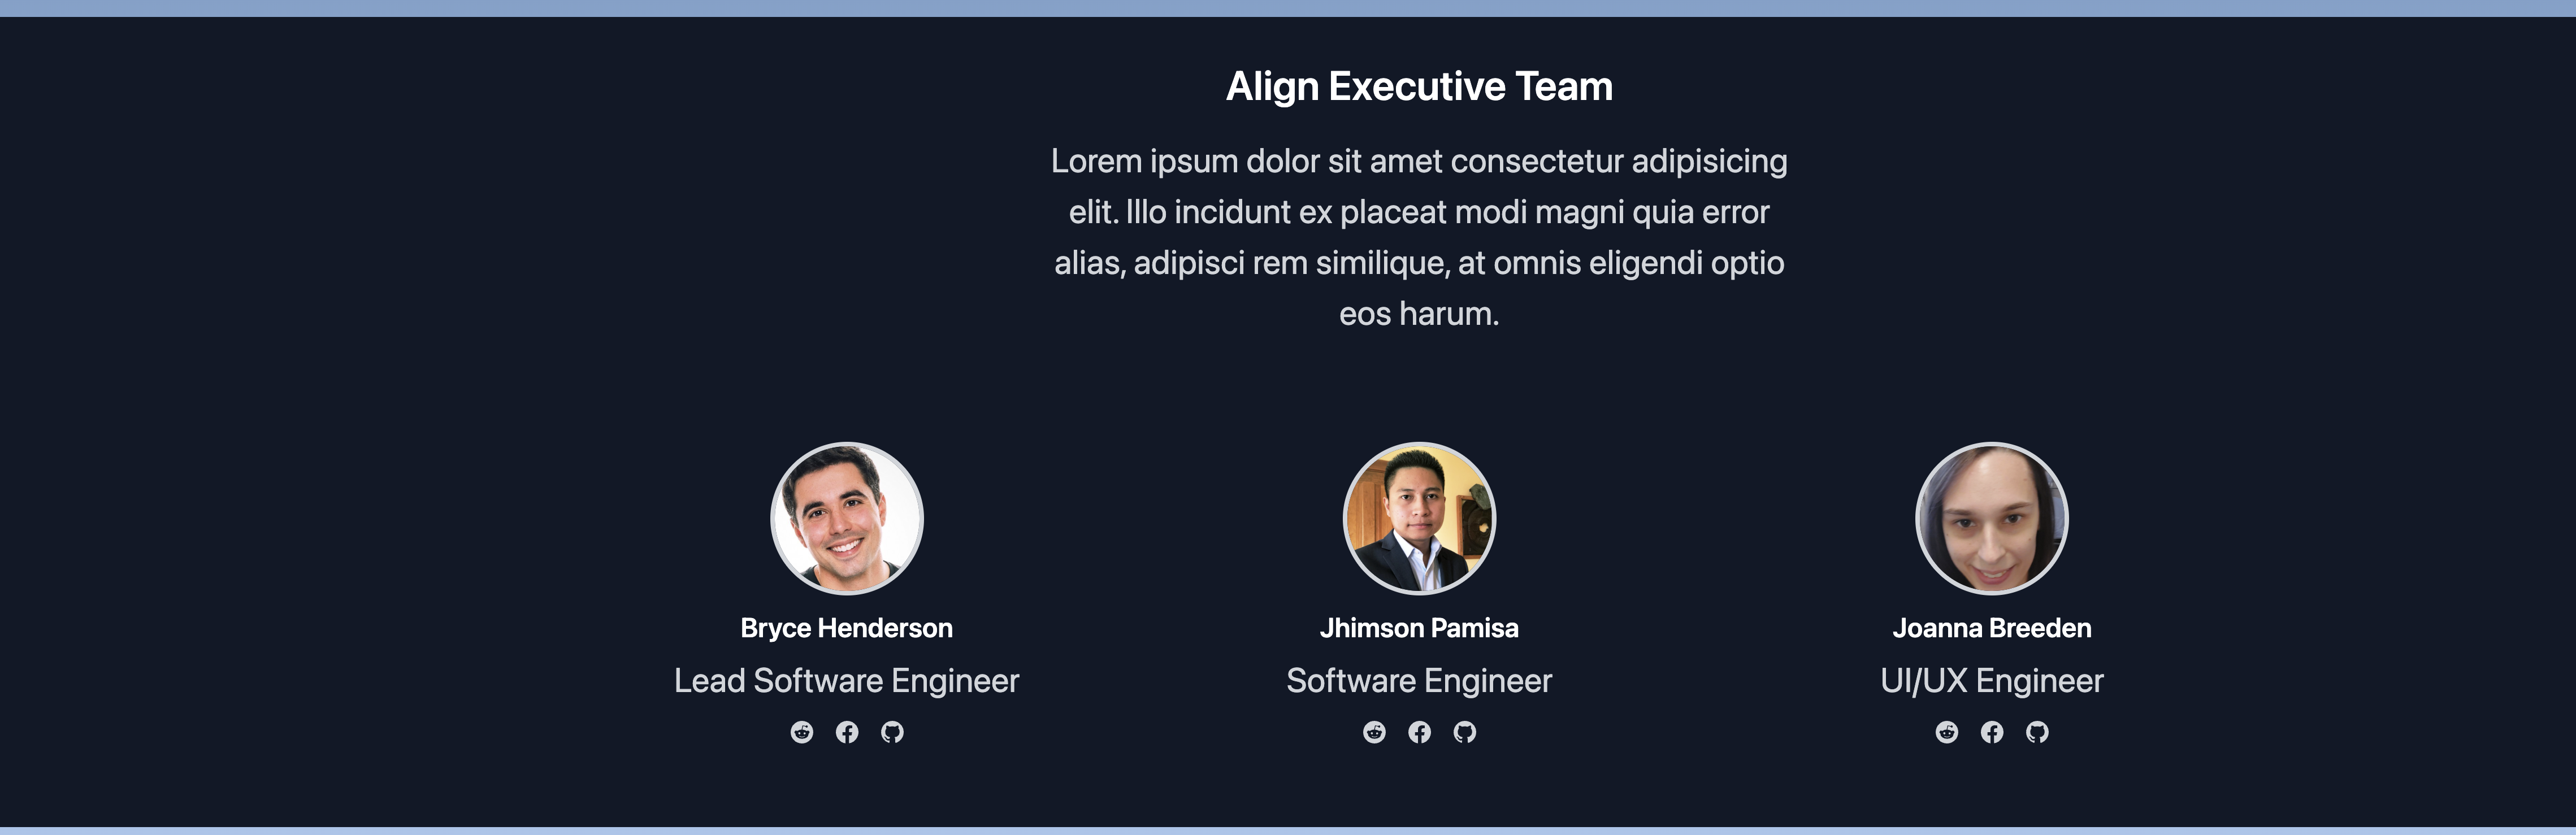 Align Executive Team
Lorem ipsum dolor sit amet consectetur adipisicing
elit. Illo incidunt ex placeat modi magni quia error
alias, adipisci rem similique, at omnis eligendi optio
eos harum.
Bryce Henderson
Lead Software Engineer
Jhimson Pamisa
Software Engineer
Joanna Breeden
UI/UX Engineer